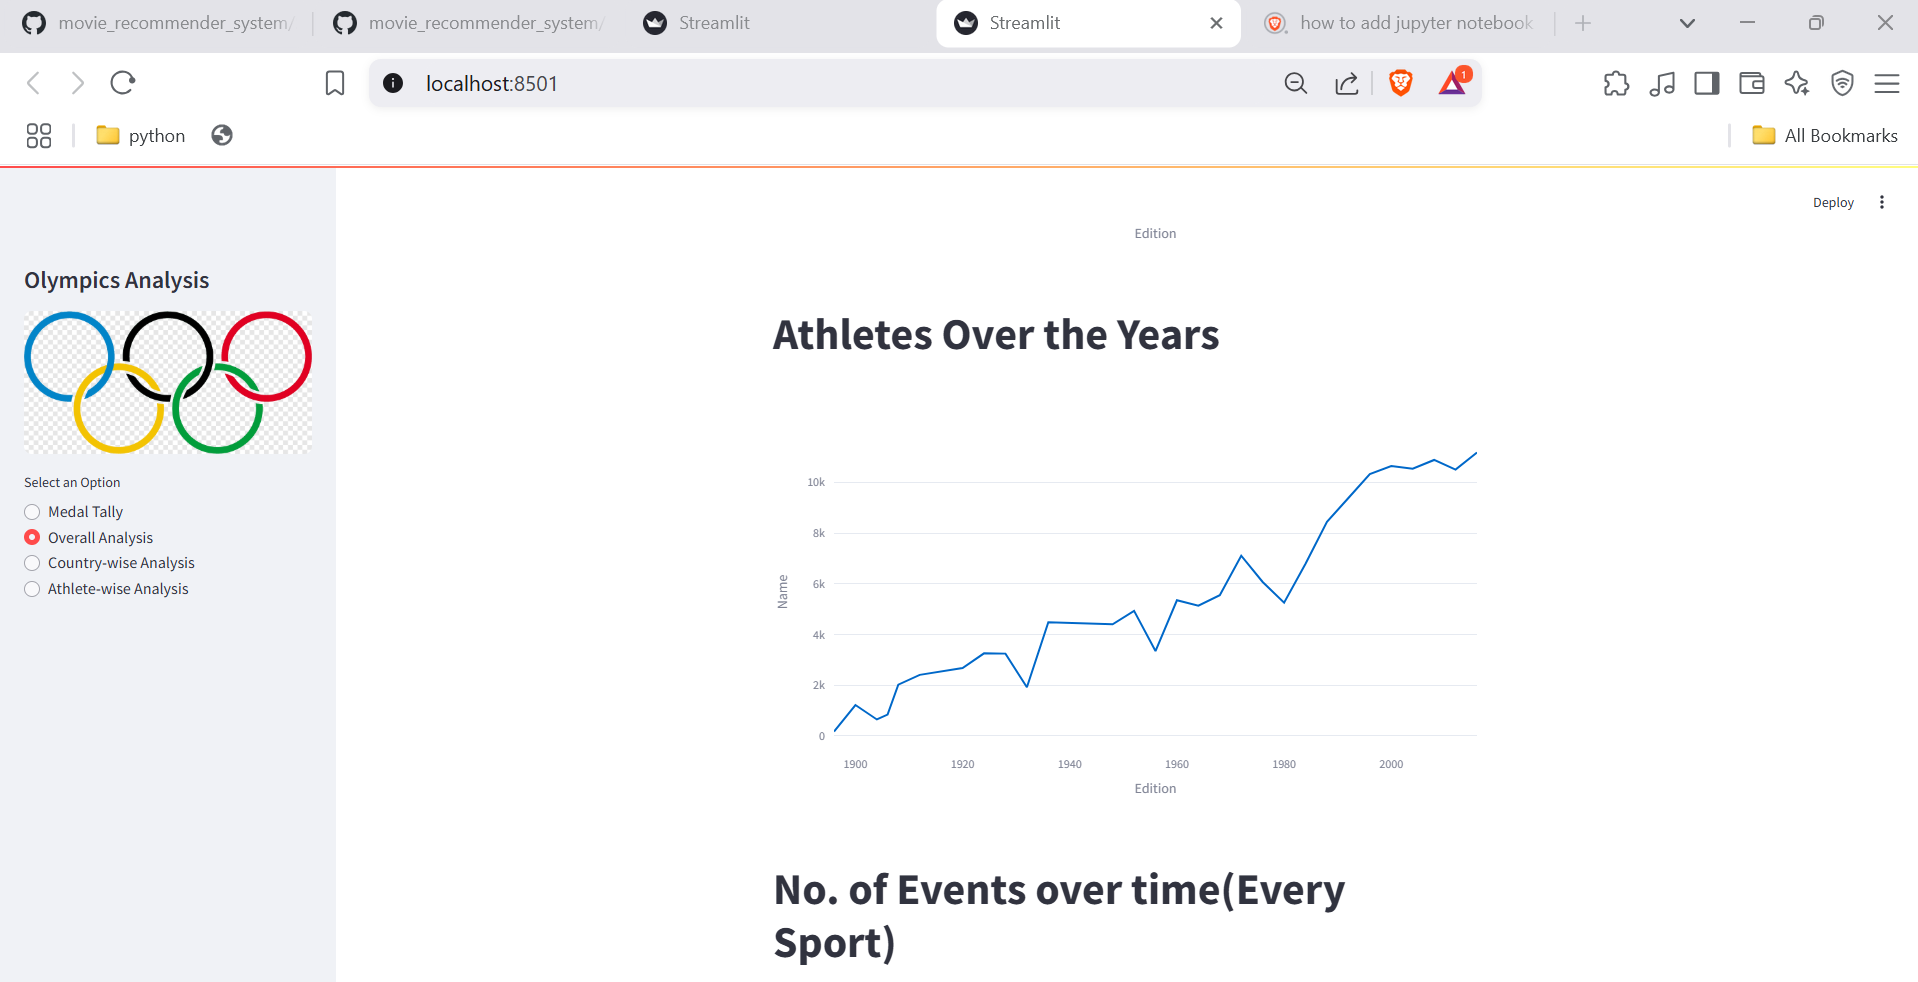 movie_recommender_system/
movie_recommender_system/
Streamlit
Streamlit
how to add jupyter notebook
localhost:8501
1
python
All Bookmarks
Deploy
Edition
Olympics Analysis
Select an Option
Medal Tally
Overall Analysis
Country-wise Analysis
Athlete-wise Analysis
Athletes Over the Years
10k
8k
6k
4k
2k
0
Name
1900 1920 1940 1960 1980 2000
Edition
No. of Events over time(Every
Sport)